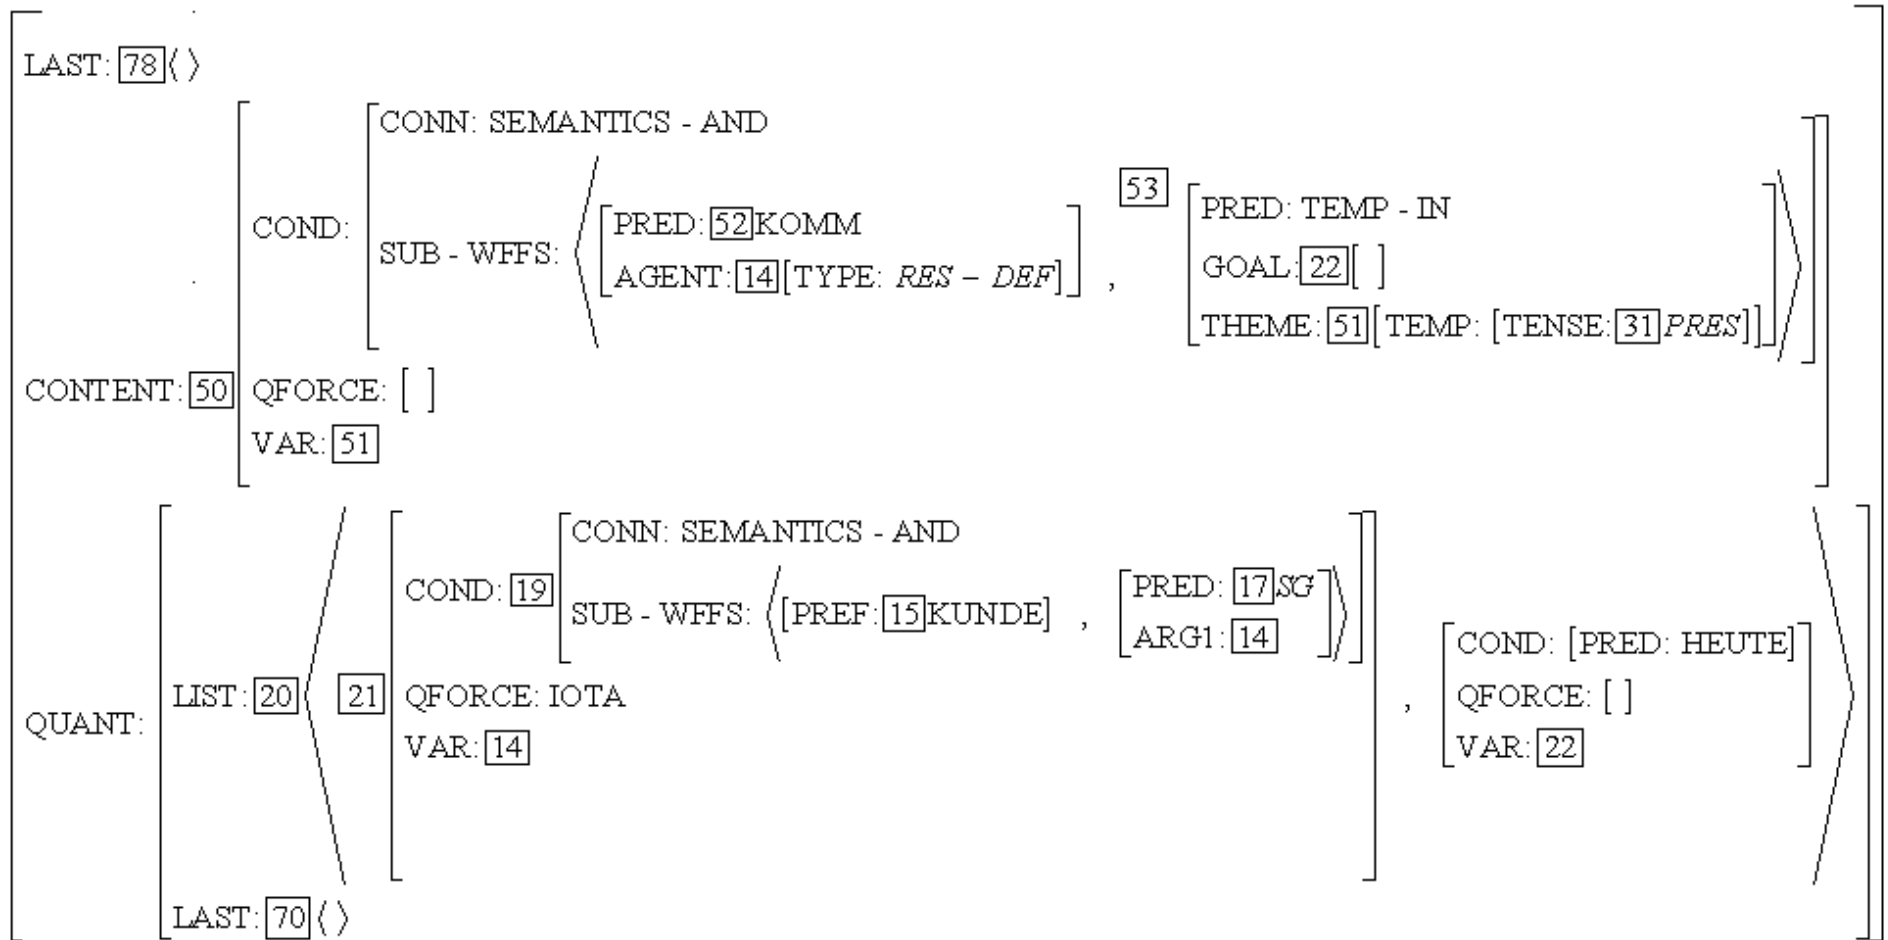 LAST: 78 ⟨ ⟩
CONN: SEMANTICS - AND
COND:
SUB - WFFS: ⟨ [PRED: 52 KOMM
AGENT: 14 [TYPE: RES – DEF]] , 53 [PRED: TEMP - IN
GOAL: 22 [ ]
THEME: 51 [TEMP: [TENSE: 31 PRES]]] ⟩
CONTENT: 50 QFORCE: [ ]
VAR: 51
CONN: SEMANTICS - AND
COND: 19
SUB - WFFS: ⟨ [PREF: 15 KUNDE] , [PRED: 17 SG
ARG1: 14 ] ⟩
QUANT: LIST: 20 ⟨ 21 QFORCE: IOTA
VAR: 14
, [COND: [PRED: HEUTE]
QFORCE: [ ]
VAR: 22 ] ⟩
LAST: 70 ⟨ ⟩